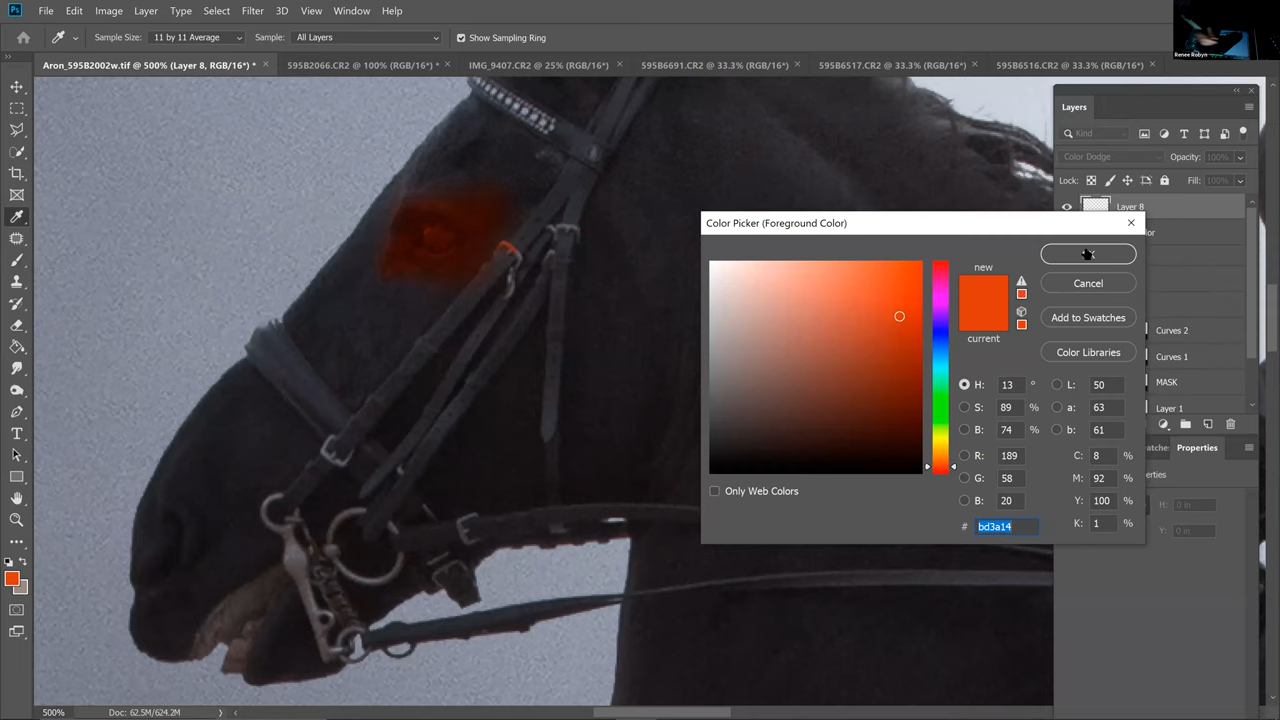 Ps File Edit Image Layer Type Select Filter 3D View Window Help
Renee Robyn
Sample Size: 11 by 11 Average Sample: All Layers Show Sampling Ring
Aron_595B2002w.tif @ 500% (Layer 8, RGB/16*) * × 595B2066.CR2 @ 100% (RGB/16*) * × IMG_9407.CR2 @ 25% (RGB/16*) × 595B6691.CR2 @ 33.3% (RGB/16*) × 595B6517.CR2 @ 33.3% (RGB/16*) × 595B6516.CR2 @ 33.3% (RGB/16*) ×
Layers
Kind
Color Dodge Opacity: 100%
Lock: Fill: 100%
Layer 8
Color Picker (Foreground Color)
new
current
Cancel
Add to Swatches
Color Libraries
H: 13 ° L: 50
S: 89 % a: 63
B: 74 % b: 61
R: 189 C: 8 %
G: 58 M: 92 %
B: 20 Y: 100 %
# bd3a14 K: 1 %
Only Web Colors
Curves 2
Curves 1
MASK
Layer 1
Properties
H: 0 in
0 in
500% Doc: 62.5M/624.2M